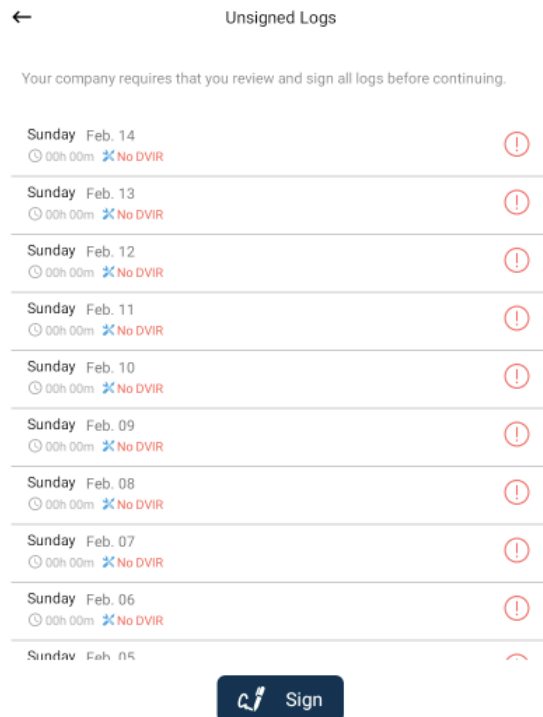 Unsigned Logs
Your company requires that you review and sign all logs before continuing.
Sunday Feb. 14
00h 00m No DVIR
Sunday Feb. 13
00h 00m No DVIR
Sunday Feb. 12
00h 00m No DVIR
Sunday Feb. 11
00h 00m No DVIR
Sunday Feb. 10
00h 00m No DVIR
Sunday Feb. 09
00h 00m No DVIR
Sunday Feb. 08
00h 00m No DVIR
Sunday Feb. 07
00h 00m No DVIR
Sunday Feb. 06
00h 00m No DVIR
Sunday Feb. 05
Sign